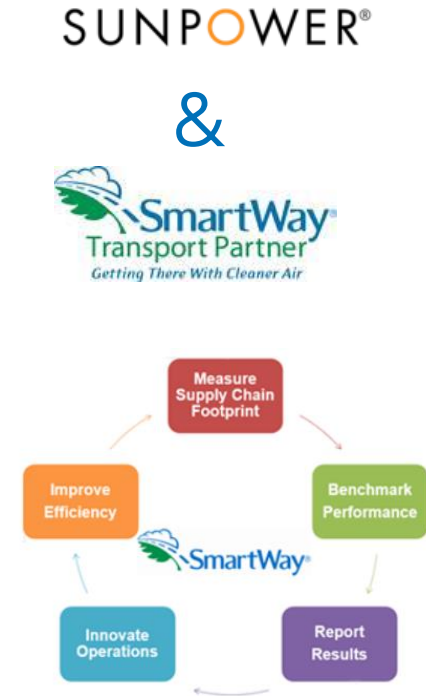 SUNPOWER®
&
SmartWay®
Transport Partner
Getting There With Cleaner Air
Measure
Supply Chain
Footprint
Improve
Efficiency
Benchmark
Performance
SmartWay®
Innovate
Operations
Report
Results